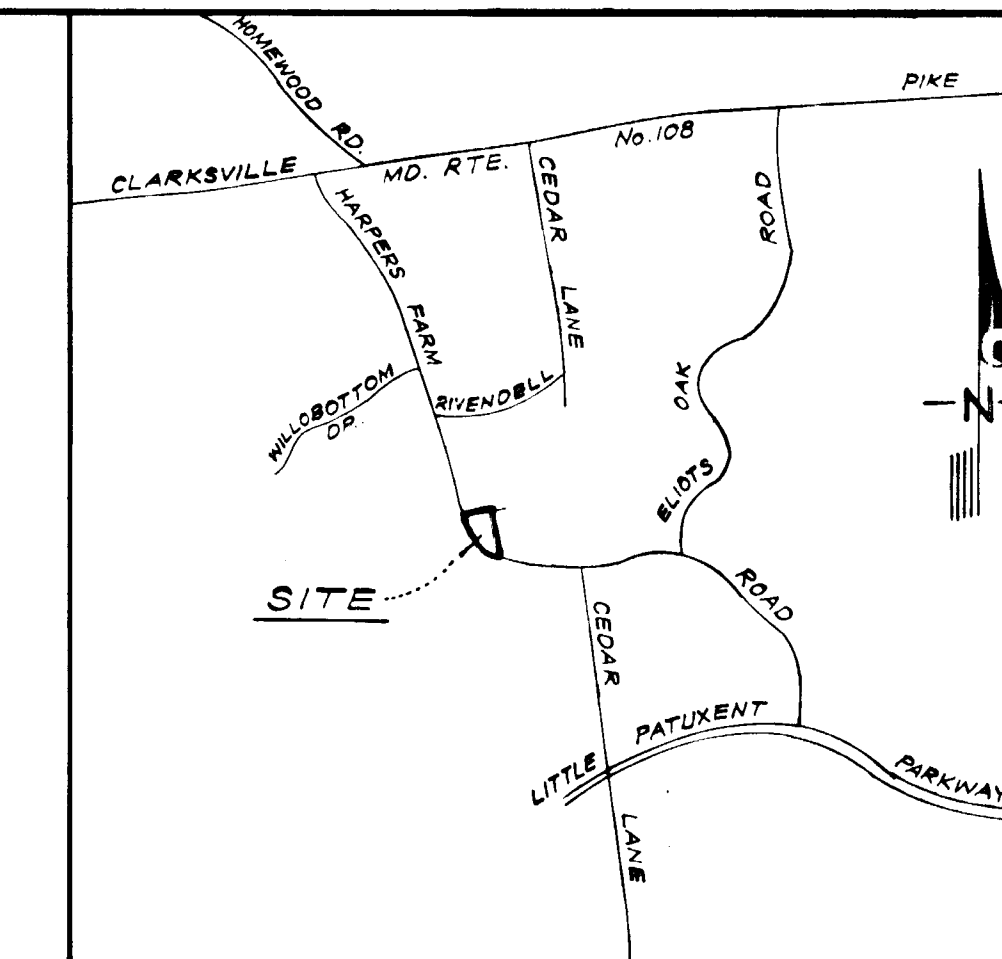 HOMEWOOD RD.
PIKE
No. 108
CLARKSVILLE
MD. RTE.
CEDAR LANE
ROAD
HARPERS FARM
OAK
WILLOBOTTOM
DR.
RIVENDELL
N
ELIOTS
SITE
ROAD
CEDAR
PATUXENT
LITTLE
PARKWAY
LANE